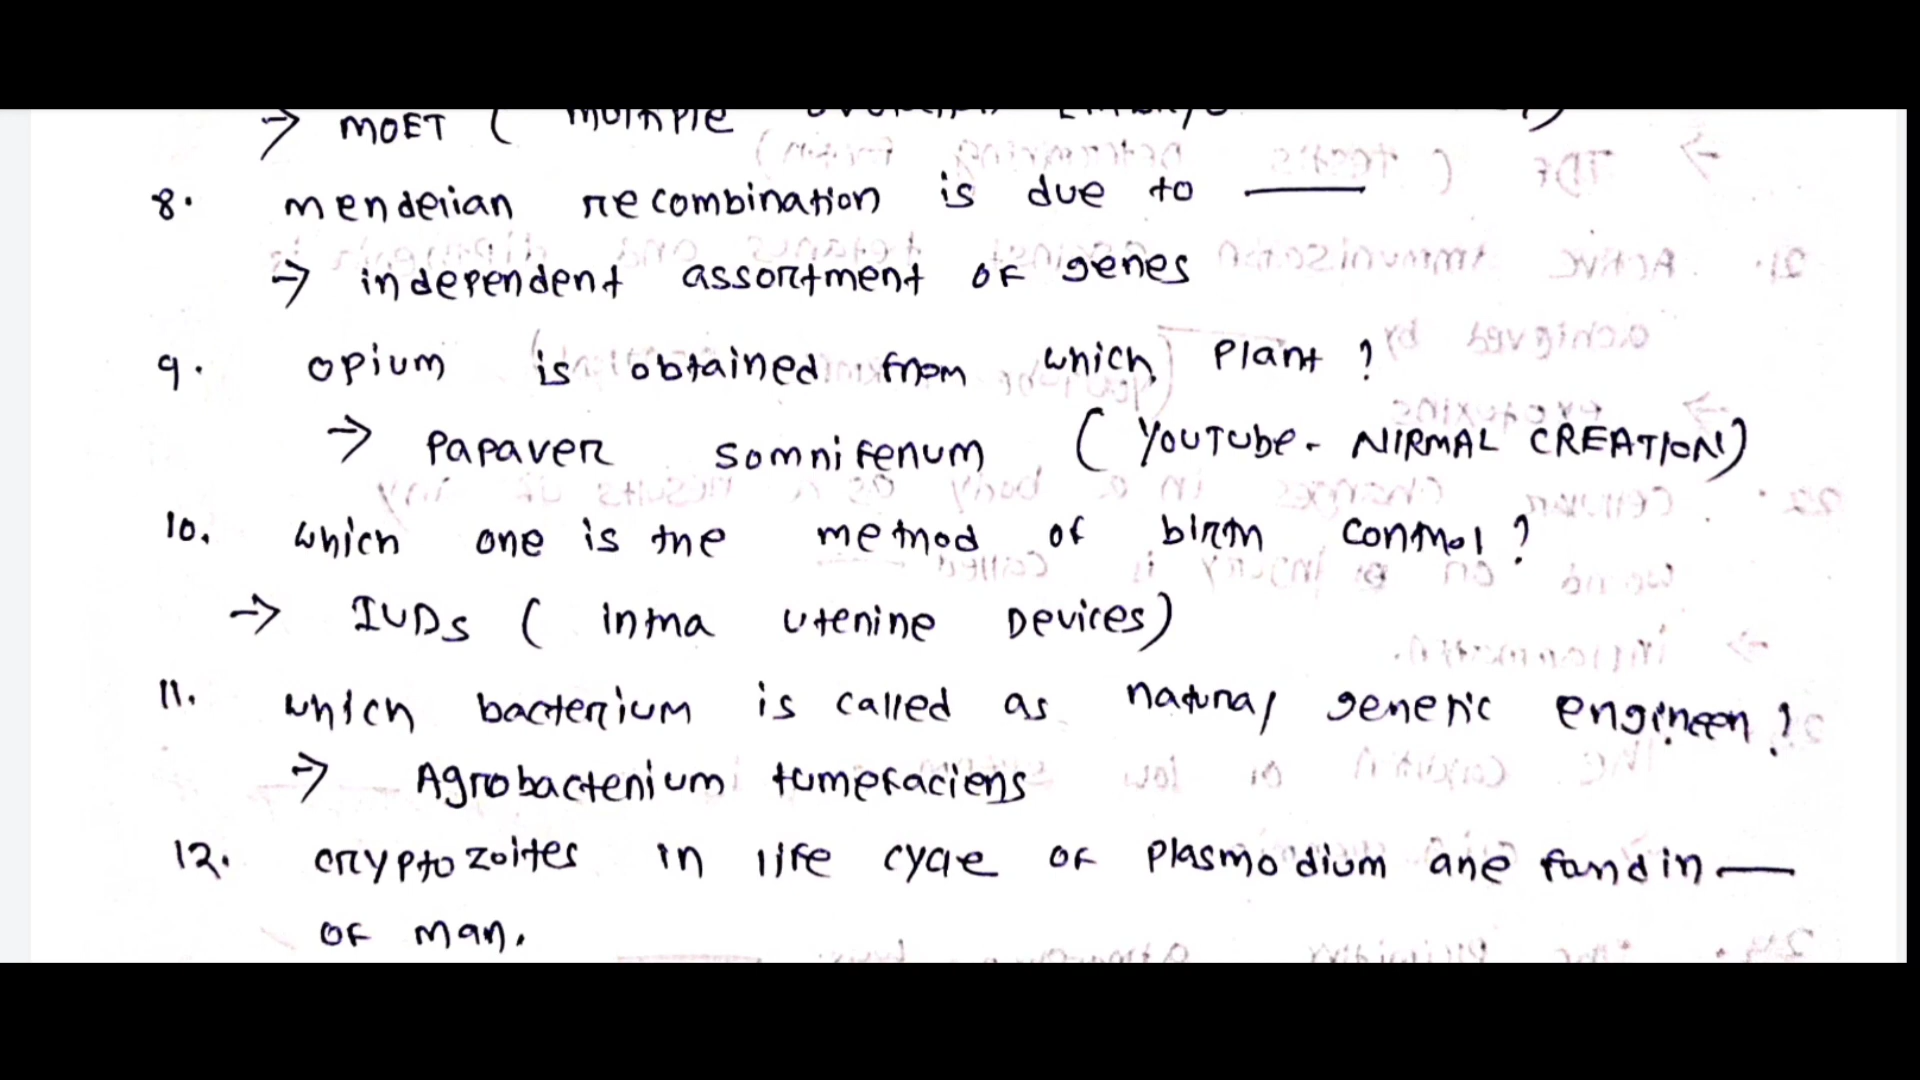 → MOET ( Multiple
8. mendelian recombination is due to ——
→ independent assortment of genes
9. opium is obtained from which plant ?
→ Papaver somniferum ( YouTube - NIRMAL CREATION)
10. which one is the method of birth control ?
→ IUDs ( Intra uterine Devices)
11. which bacterium is called as natural genetic engineer ?
→ Agrobacterium tumefaciens
12. cryptozoites in life cycle of plasmodium are found in ——
of man.